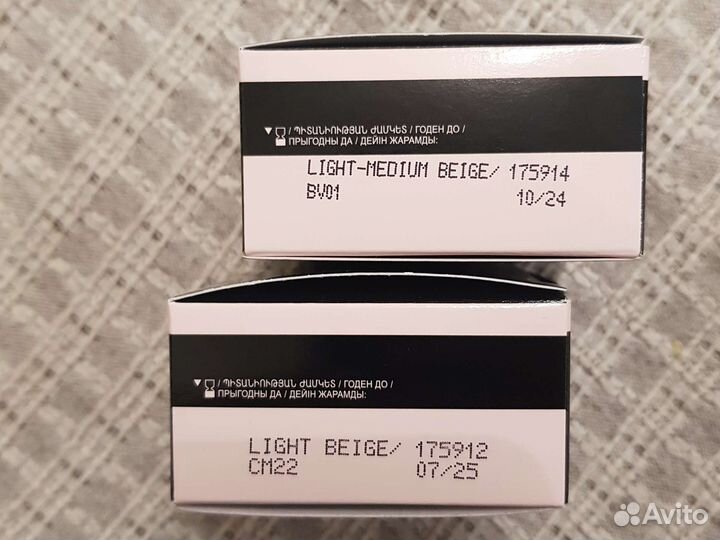 / ՊԻՏԱՆԻՈՒԹՅԱՆ ԺԱՄԿԵՏ / ГОДЕН ДО /
ПРЫГОДНЫ ДА / ДЕЙІН ЖАРАМДЫ:
LIGHT-MEDIUM BEIGE/ 175914
BV01 10/24
/ ՊԻՏԱՆԻՈՒԹՅԱՆ ԺԱՄԿԵՏ / ГОДЕН ДО /
ПРЫГОДНЫ ДА / ДЕЙІН ЖАРАМДЫ:
LIGHT BEIGE/ 175912
CM22 07/25
Avito